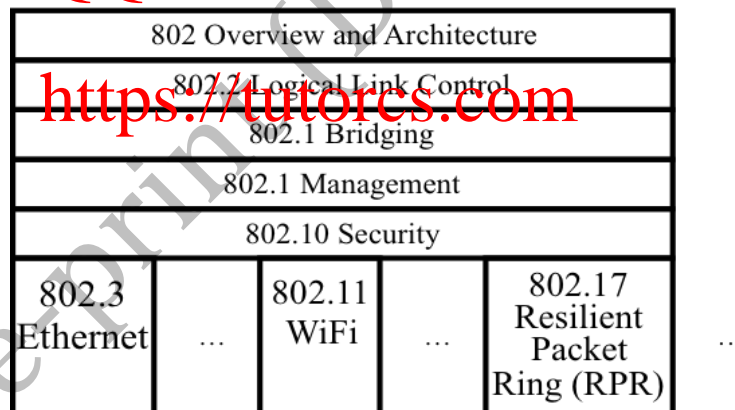 802 Overview and Architecture
802.2 Logical Link Control
https://tutorcs.com
802.1 Bridging
802.1 Management
802.10 Security
802.3
Ethernet
...
802.11
WiFi
...
802.17
Resilient
Packet
Ring (RPR)
..
e-print